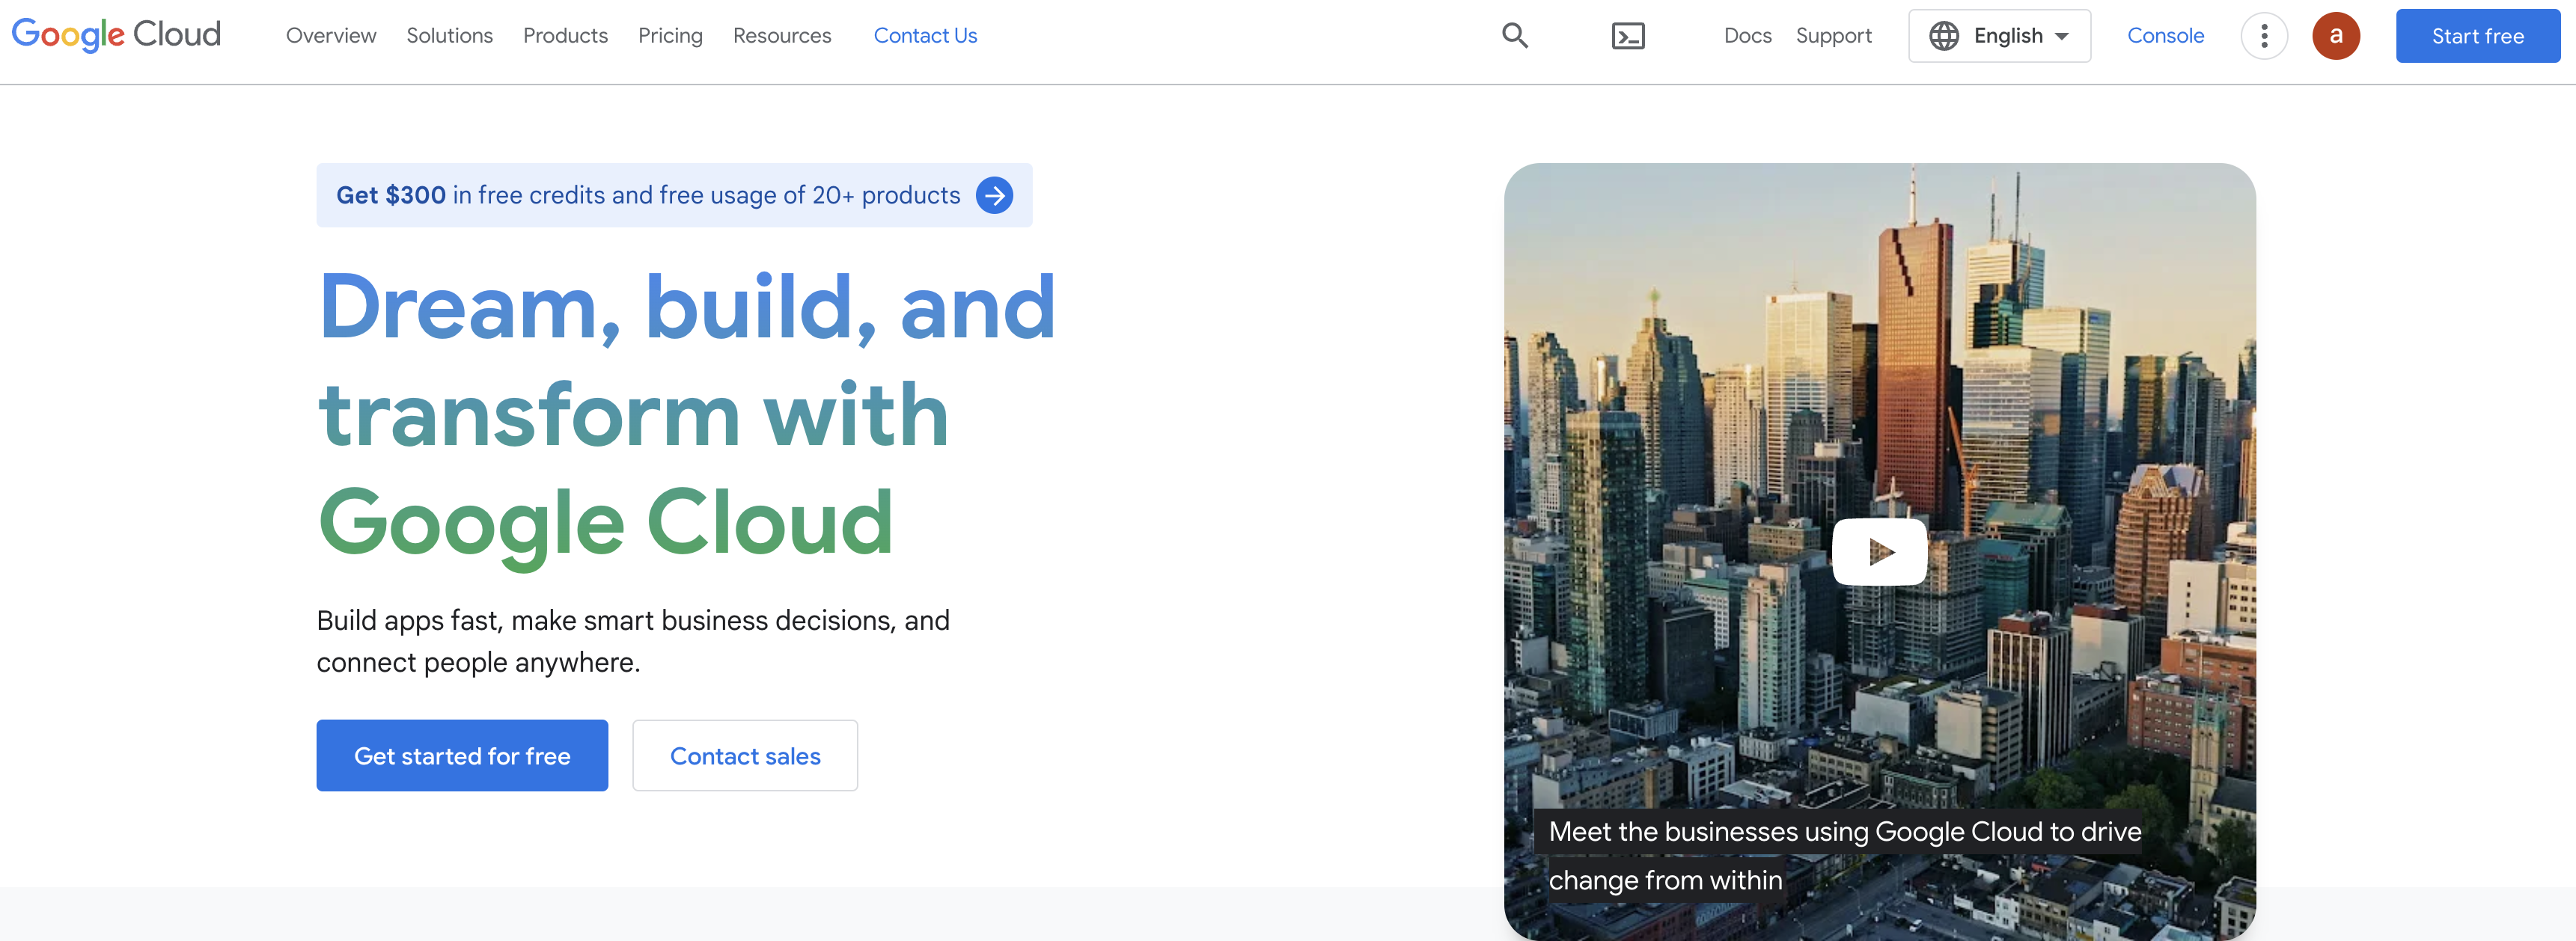 Google Cloud
Overview Solutions Products Pricing Resources Contact Us
Docs Support English Console a Start free
Get $300 in free credits and free usage of 20+ products
Dream, build, and
transform with
Google Cloud
Build apps fast, make smart business decisions, and
connect people anywhere.
Get started for free Contact sales
Meet the businesses using Google Cloud to drive
change from within